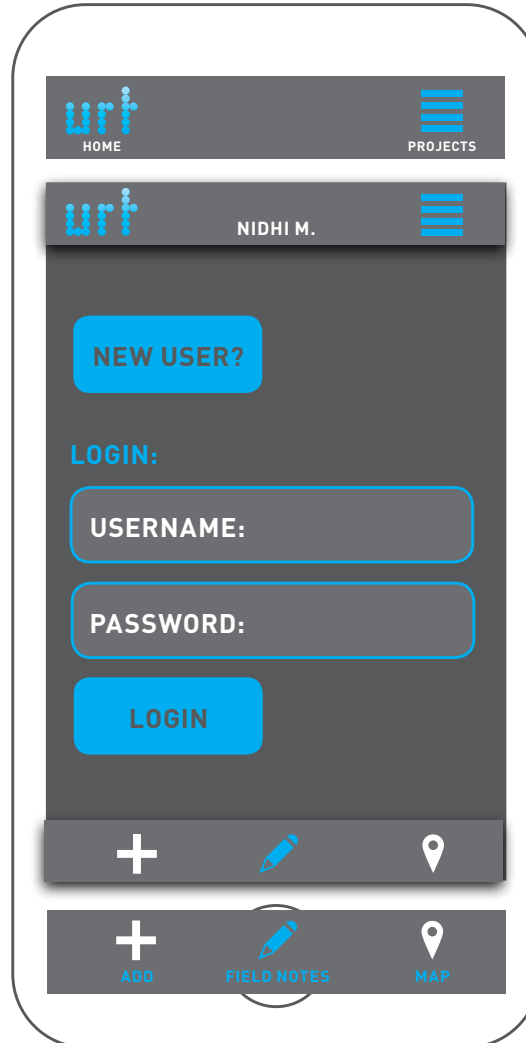 urt
HOME
PROJECTS
urt
NIDHI M.
NEW USER?
LOGIN:
USERNAME:
PASSWORD:
LOGIN
ADD
FIELD NOTES
MAP